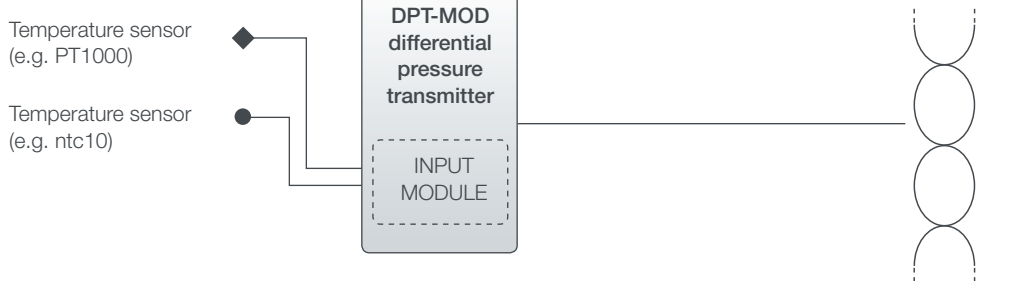 Temperature sensor
(e.g. PT1000)
Temperature sensor
(e.g. ntc10)
DPT-MOD
differential
pressure
transmitter
INPUT
MODULE